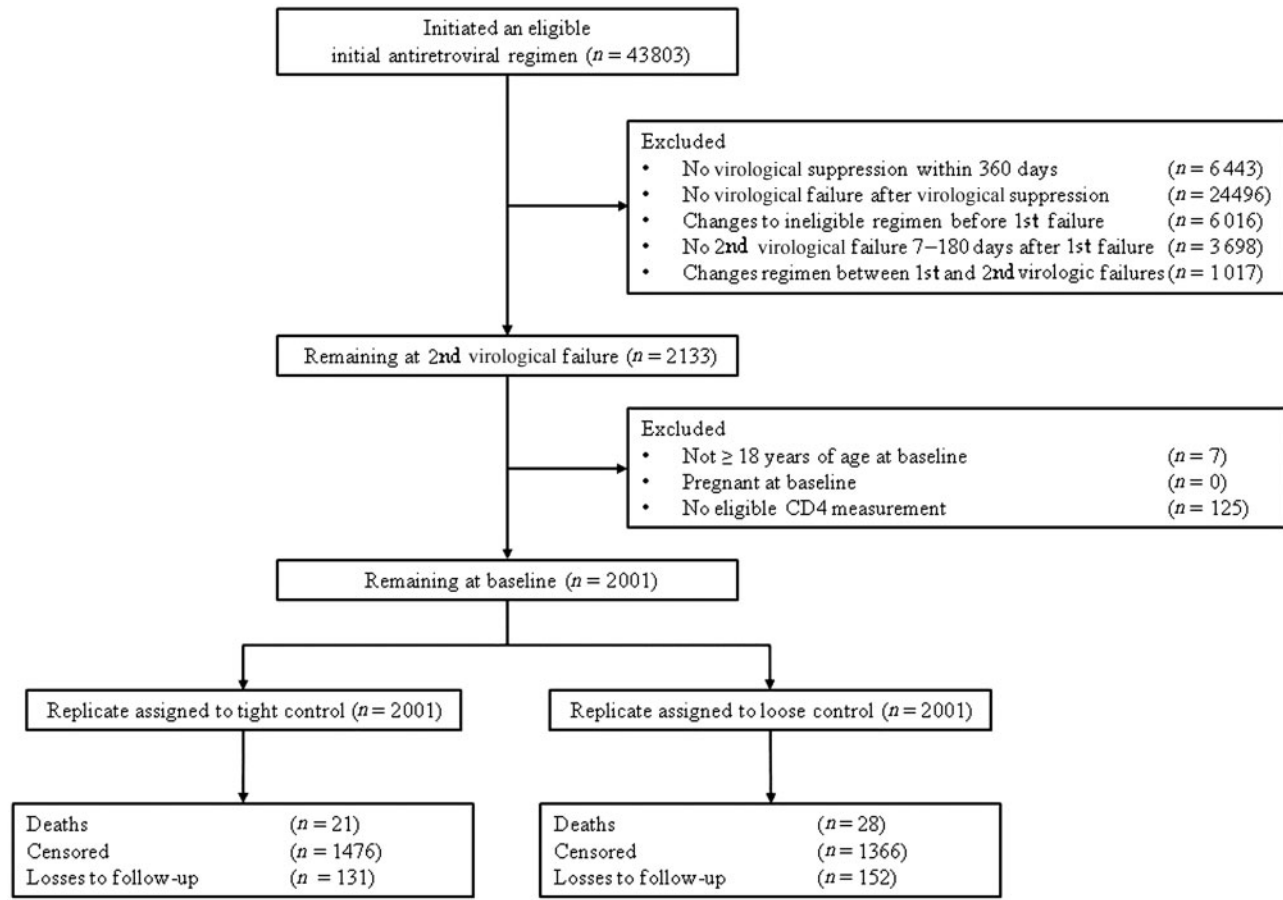 Initiated an eligible
initial antiretroviral regimen (n = 43803)
Excluded
• No virological suppression within 360 days (n = 6 443)
• No virological failure after virological suppression (n = 24496)
• Changes to ineligible regimen before 1st failure (n = 6 016)
• No 2nd virological failure 7–180 days after 1st failure (n = 3 698)
• Changes regimen between 1st and 2nd virologic failures (n = 1 017)
Remaining at 2nd virological failure (n = 2133)
Excluded
• Not ≥ 18 years of age at baseline (n = 7)
• Pregnant at baseline (n = 0)
• No eligible CD4 measurement (n = 125)
Remaining at baseline (n = 2001)
Replicate assigned to tight control (n = 2001)
Replicate assigned to loose control (n = 2001)
Deaths (n = 21)
Censored (n = 1476)
Losses to follow-up (n = 131)
Deaths (n = 28)
Censored (n = 1366)
Losses to follow-up (n = 152)